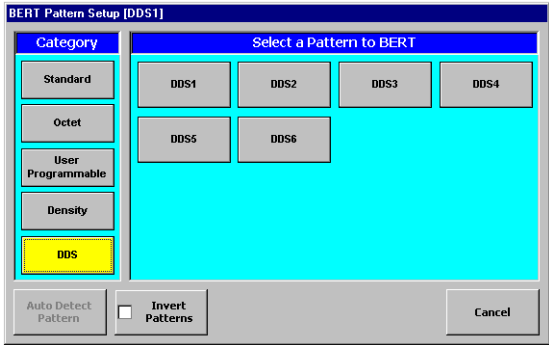 BERT Pattern Setup [DDS1]
Category
Select a Pattern to BERT
Standard
DDS1 DDS2 DDS3 DDS4
Octet
DDS5 DDS6
User
Programmable
Density
DDS
Auto Detect
Pattern
Invert
Patterns
Cancel